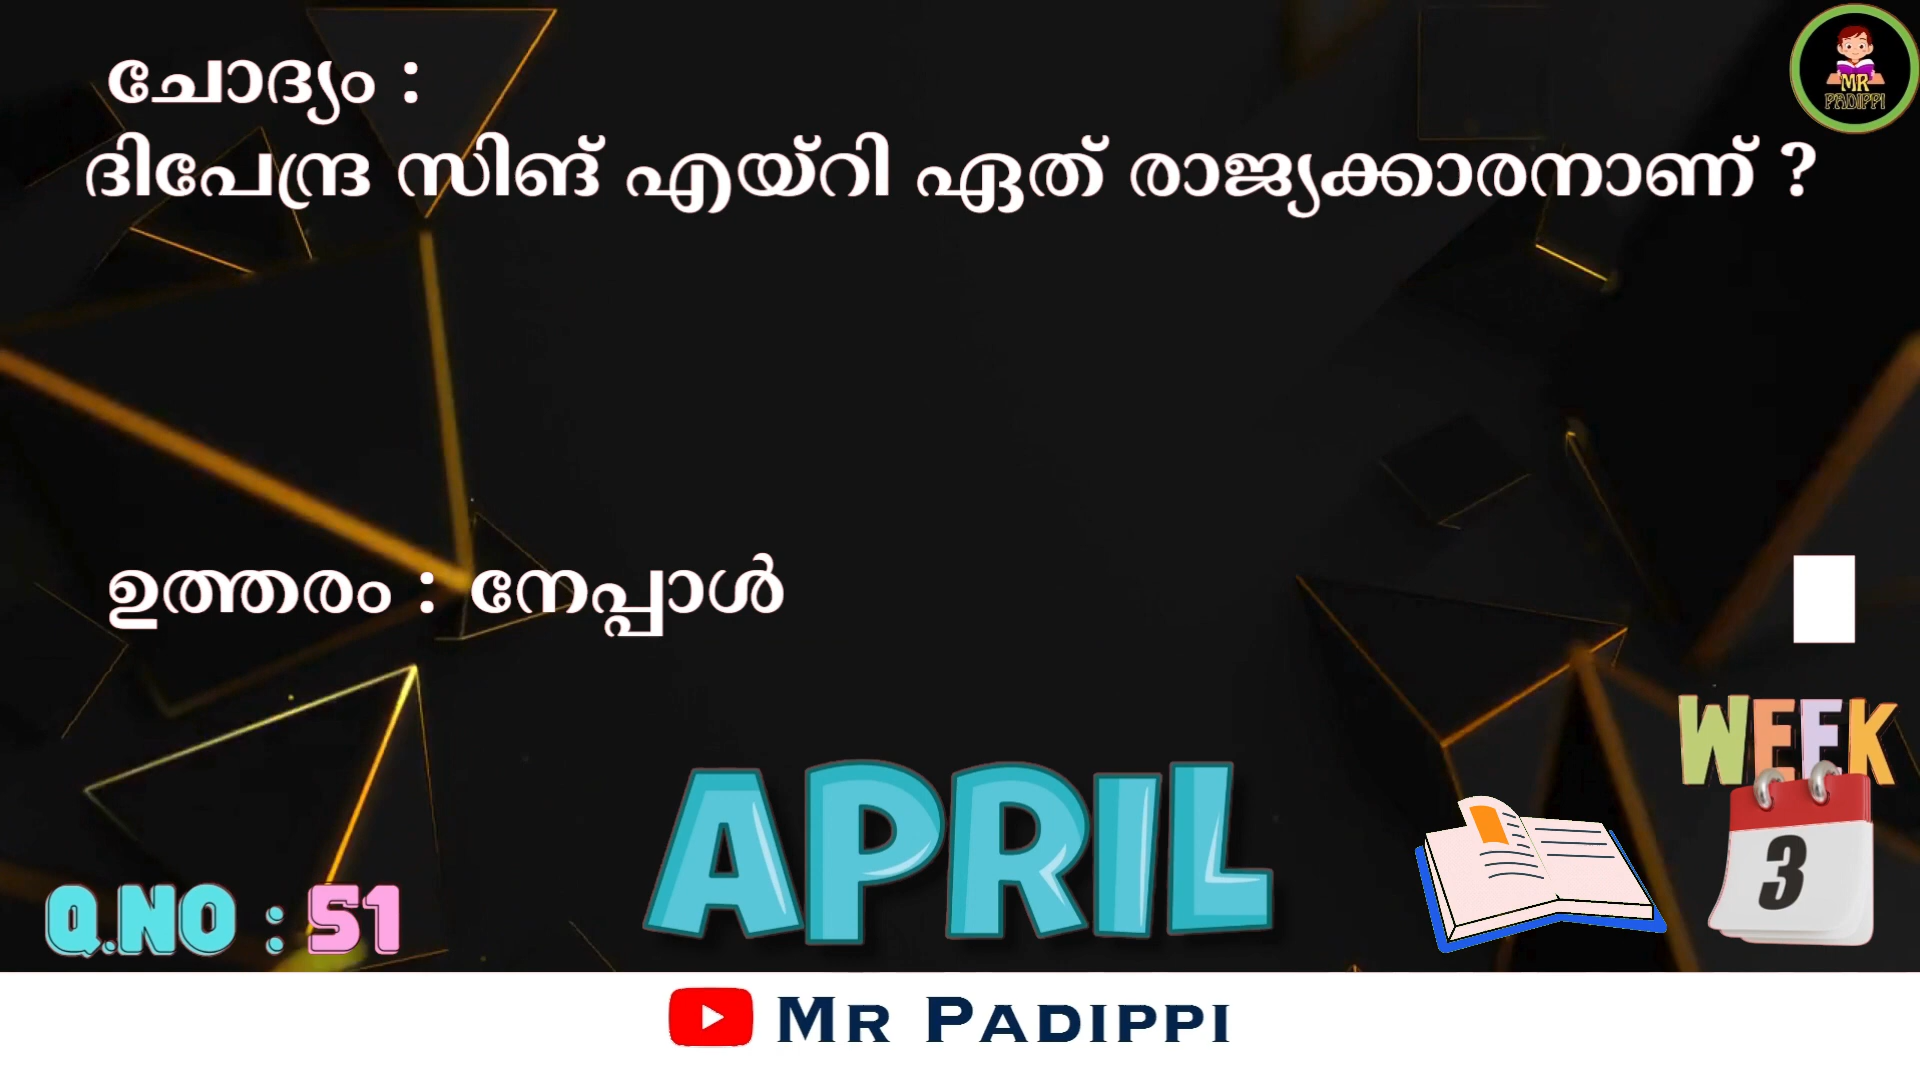 ചോദ്യം :
ദിപേന്ദ്ര സിങ് എയ്റി ഏത് രാജ്യക്കാരനാണ് ?
ഉത്തരം : നേപ്പാൾ
MR
PADIPPI
WEEK
3
APRIL
Q.NO : 51
MR PADIPPI